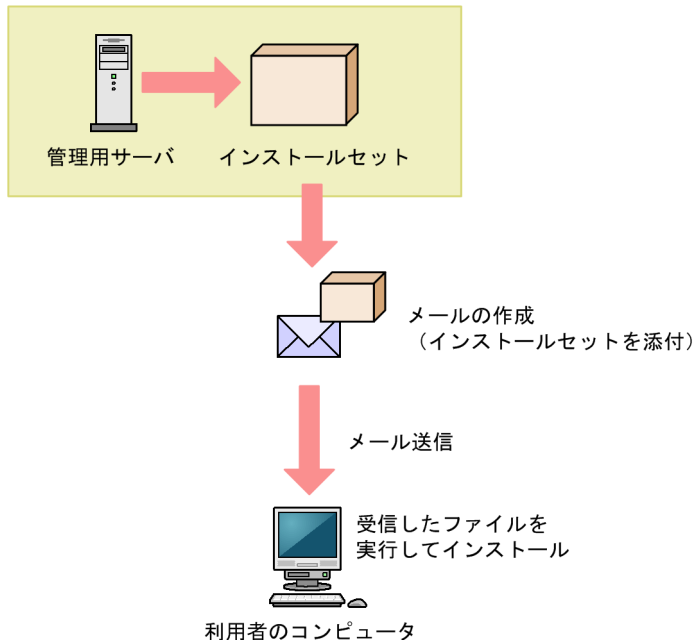 管理用サーバ
インストールセット
メールの作成
（インストールセットを添付）
メール送信
受信したファイルを
実行してインストール
利用者のコンピュータ